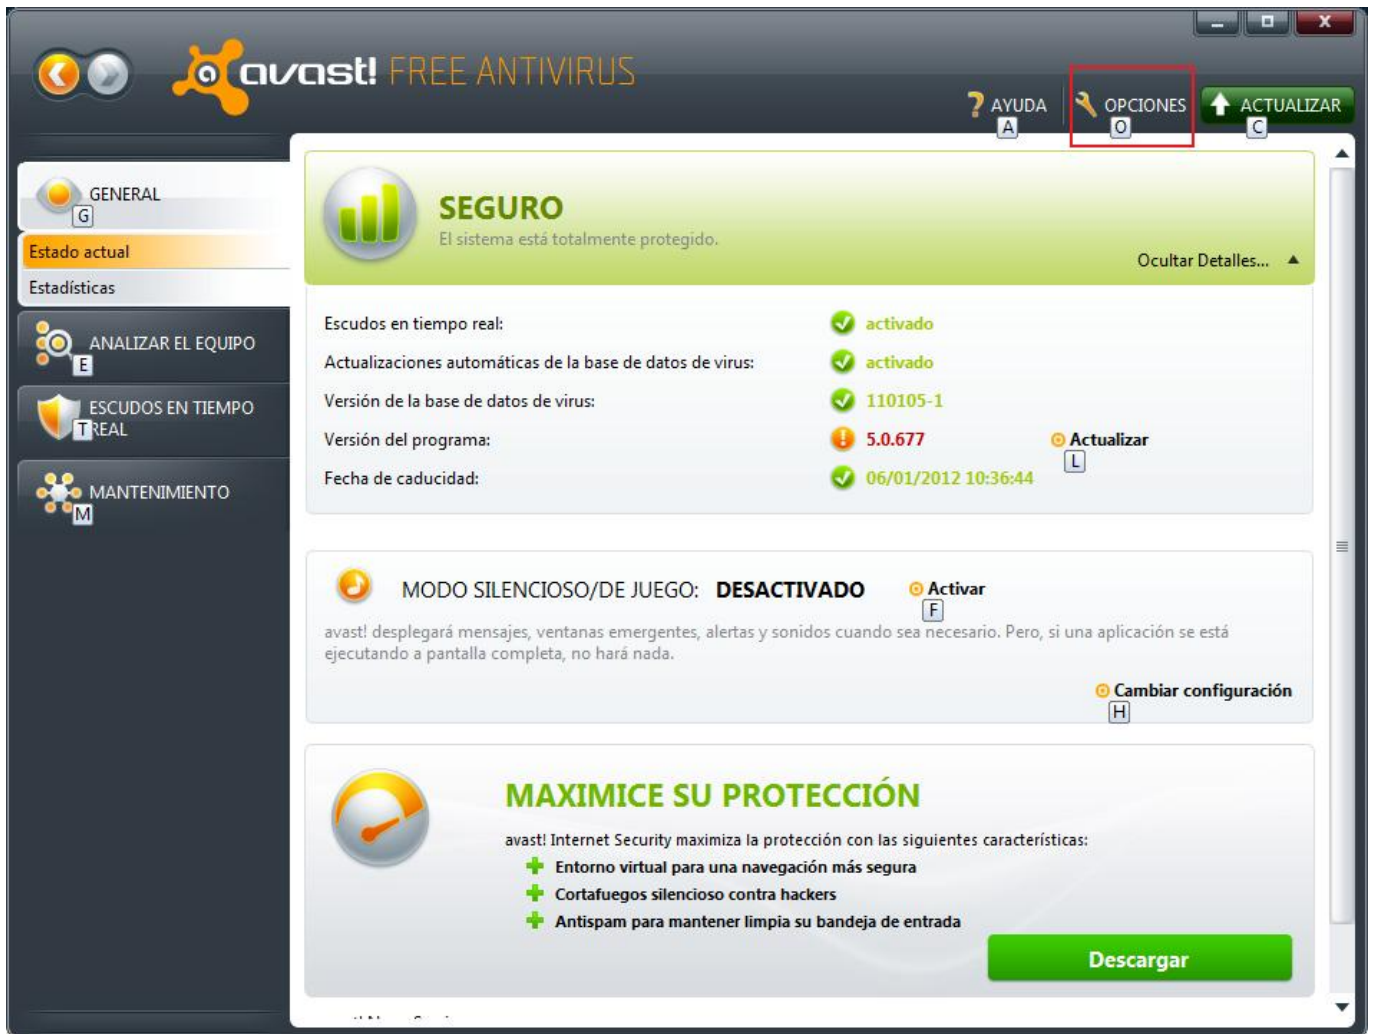 avast! FREE ANTIVIRUS
AYUDA
A
OPCIONES
O
ACTUALIZAR
C
GENERAL
G
Estado actual
Estadísticas
ANALIZAR EL EQUIPO
E
ESCUDOS EN TIEMPO
REAL
T
MANTENIMIENTO
M
SEGURO
El sistema está totalmente protegido.
Ocultar Detalles...
Escudos en tiempo real: activado
Actualizaciones automáticas de la base de datos de virus: activado
Versión de la base de datos de virus: 110105-1
Versión del programa: 5.0.677 Actualizar
L
Fecha de caducidad: 06/01/2012 10:36:44
MODO SILENCIOSO/DE JUEGO: DESACTIVADO Activar
F
avast! desplegará mensajes, ventanas emergentes, alertas y sonidos cuando sea necesario. Pero, si una aplicación se está
ejecutando a pantalla completa, no hará nada.
Cambiar configuración
H
MAXIMICE SU PROTECCIÓN
avast! Internet Security maximiza la protección con las siguientes características:
Entorno virtual para una navegación más segura
Cortafuegos silencioso contra hackers
Antispam para mantener limpia su bandeja de entrada
Descargar